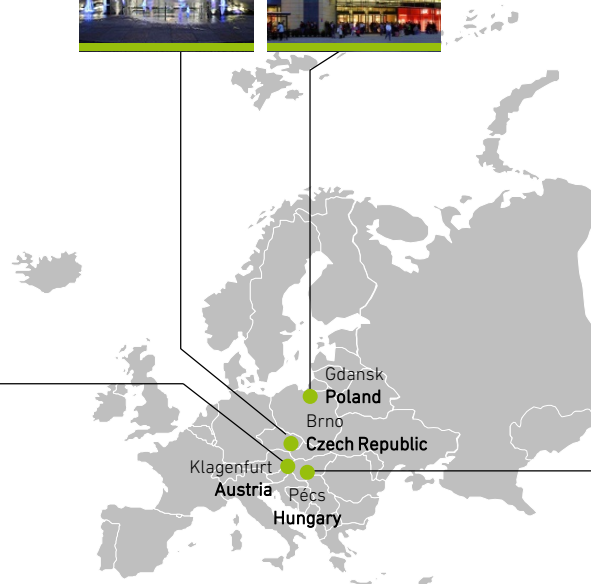 Gdansk
Poland
Brno
Czech Republic
Klagenfurt
Austria
Pécs
Hungary